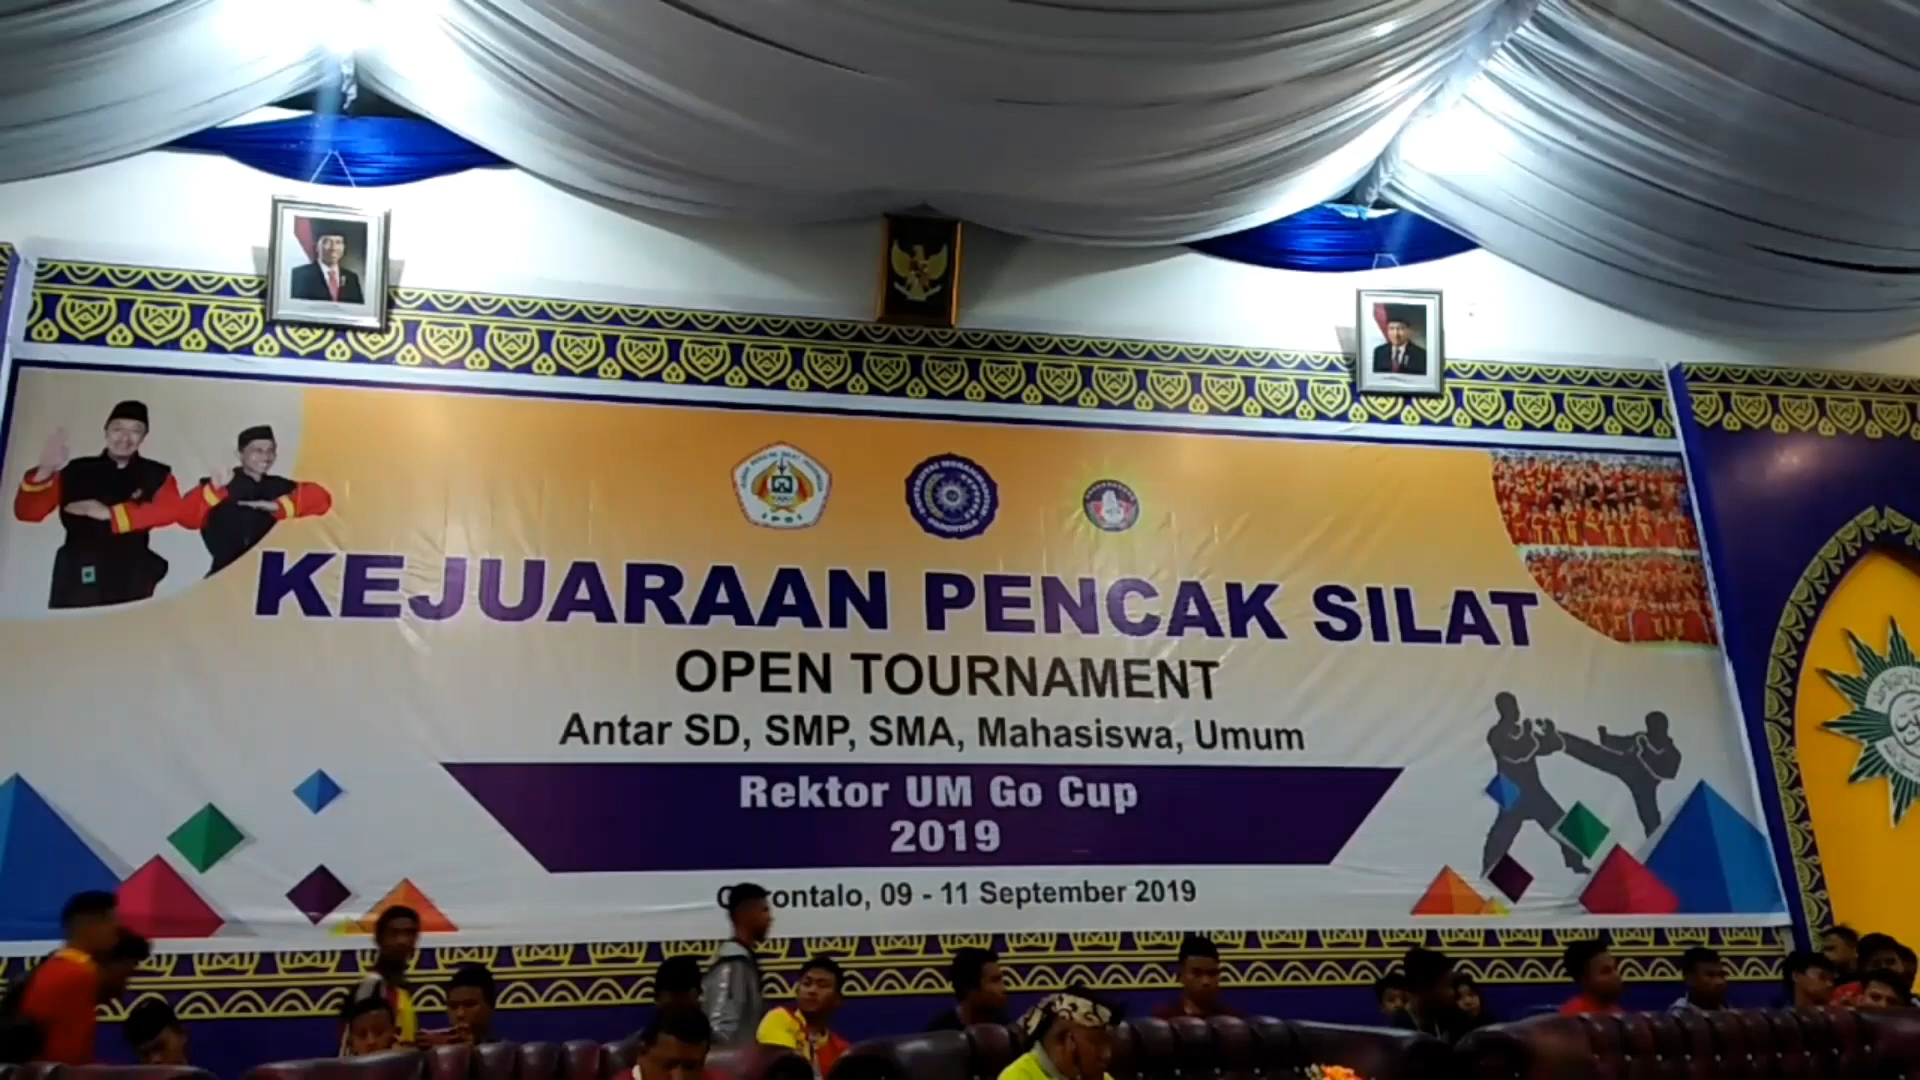 IPSI
KEJUARAAN PENCAK SILAT
OPEN TOURNAMENT
Antar SD, SMP, SMA, Mahasiswa, Umum
Rektor UM Go Cup
2019
09 - 11 September 2019